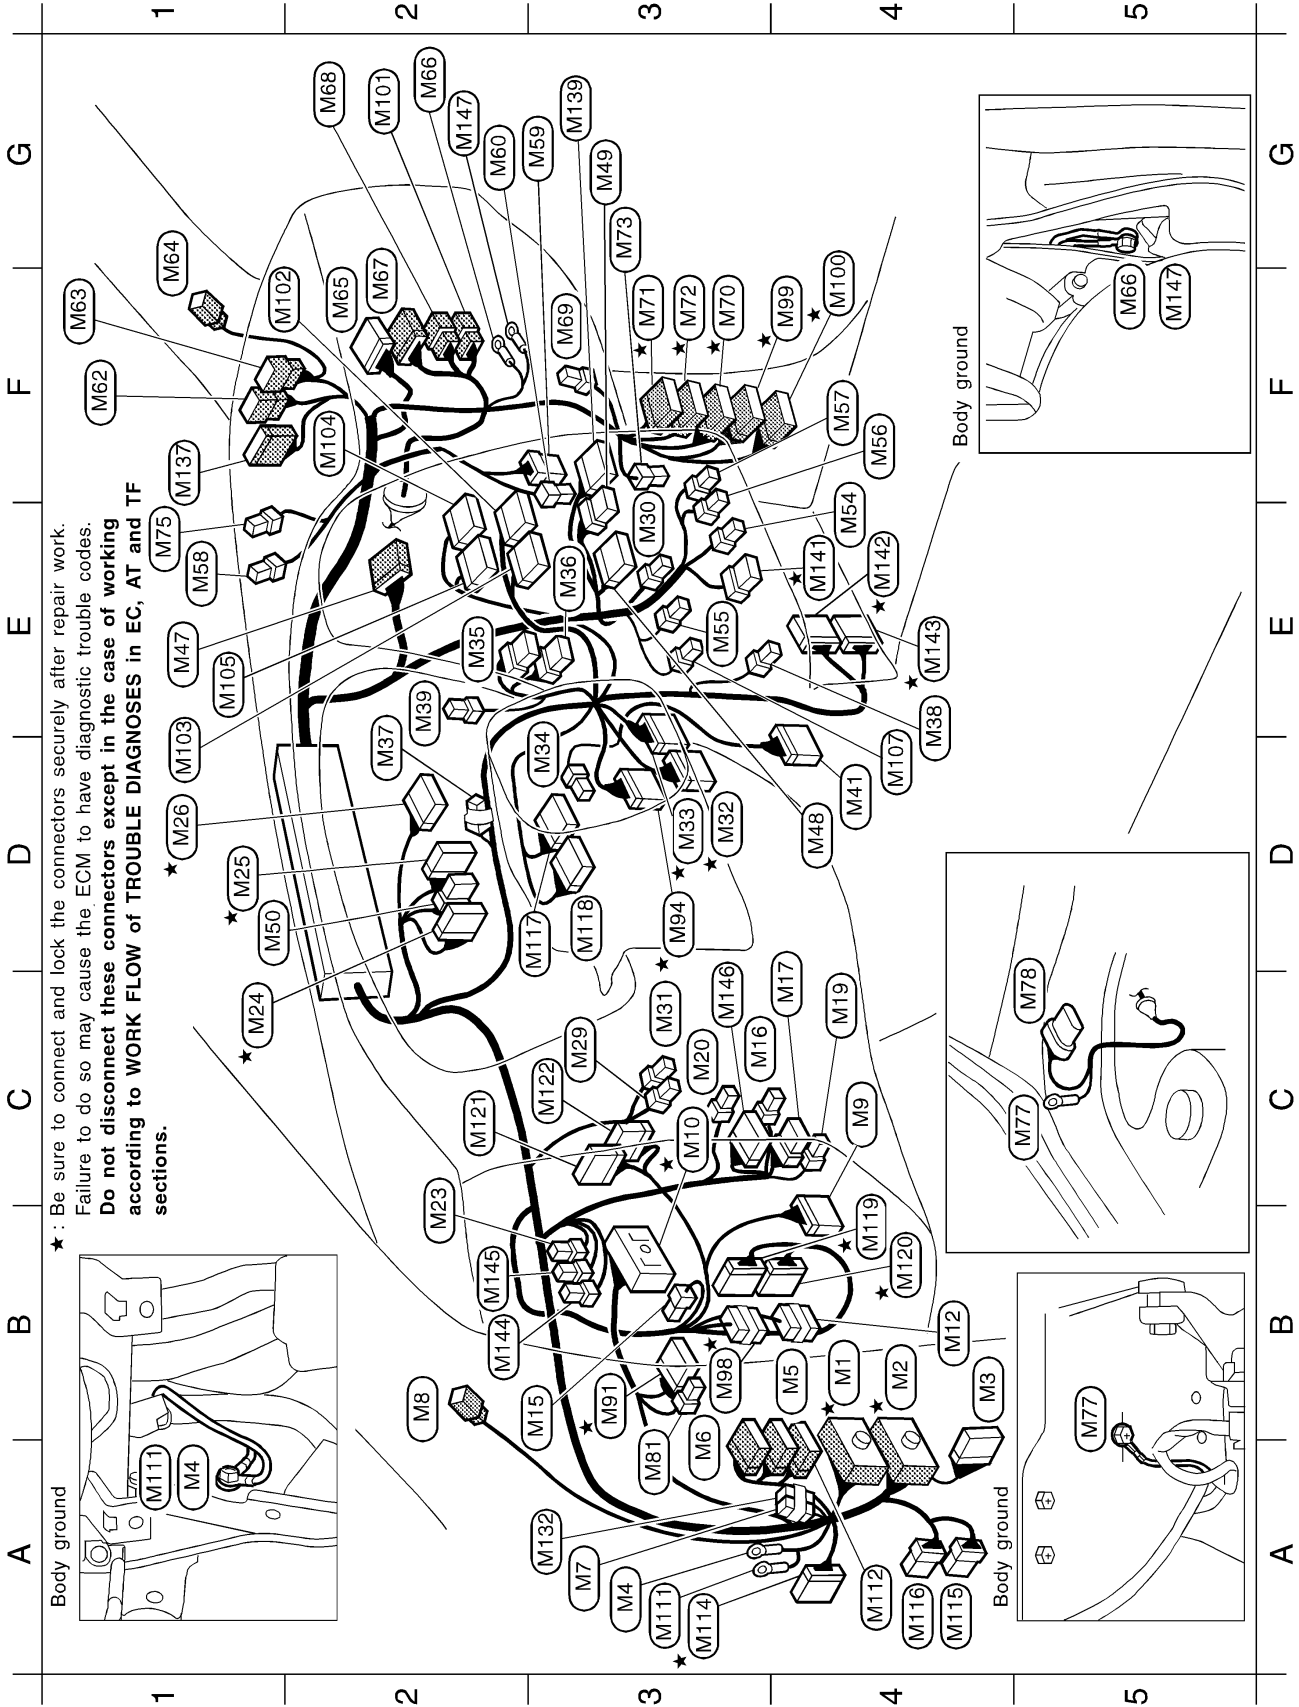 1
2
3
4
5
G
F
E
D
C
B
A
★ : Be sure to connect and lock the connectors securely after repair work.
Failure to do so may cause the ECM to have diagnostic trouble codes.
Do not disconnect these connectors except in the case of working
according to WORK FLOW of TROUBLE DIAGNOSES in EC, AT and TF
sections.
M68
M101
M66
M147
M60
M59
M139
M49
M73
M71 ★
M72 ★
M70 ★
M99 ★
M100 ★
M64
M63
M102
M65
M67
M69
M62
M104
M137
M75
M58
M57
M56
M30
M54
M141 ★
M142 ★
M143 ★
M36
M35
M55
M47
M105
M39
M103
M37
M34
M38
M107
M41
M48
M26 ★
M25 ★
M50
M24 ★
M33 ★
M32 ★
M94 ★
M117
M118
M31
M29
M122
M121
M20
M146
M16
M17
M19
M9
M10 ★
M23
M145
M144
M15
M119 ★
M120 ★
M12
M98 ★
M5
M1 ★
M2 ★
M3
M8
M91 ★
M81
M6
M132
M7
M4
M111
M114 ★
M112
M116
M115
Body ground
M111
M4
Body ground
M66
M147
M78
M77
Body ground
M77
A
B
C
D
E
F
G
1
2
3
4
5